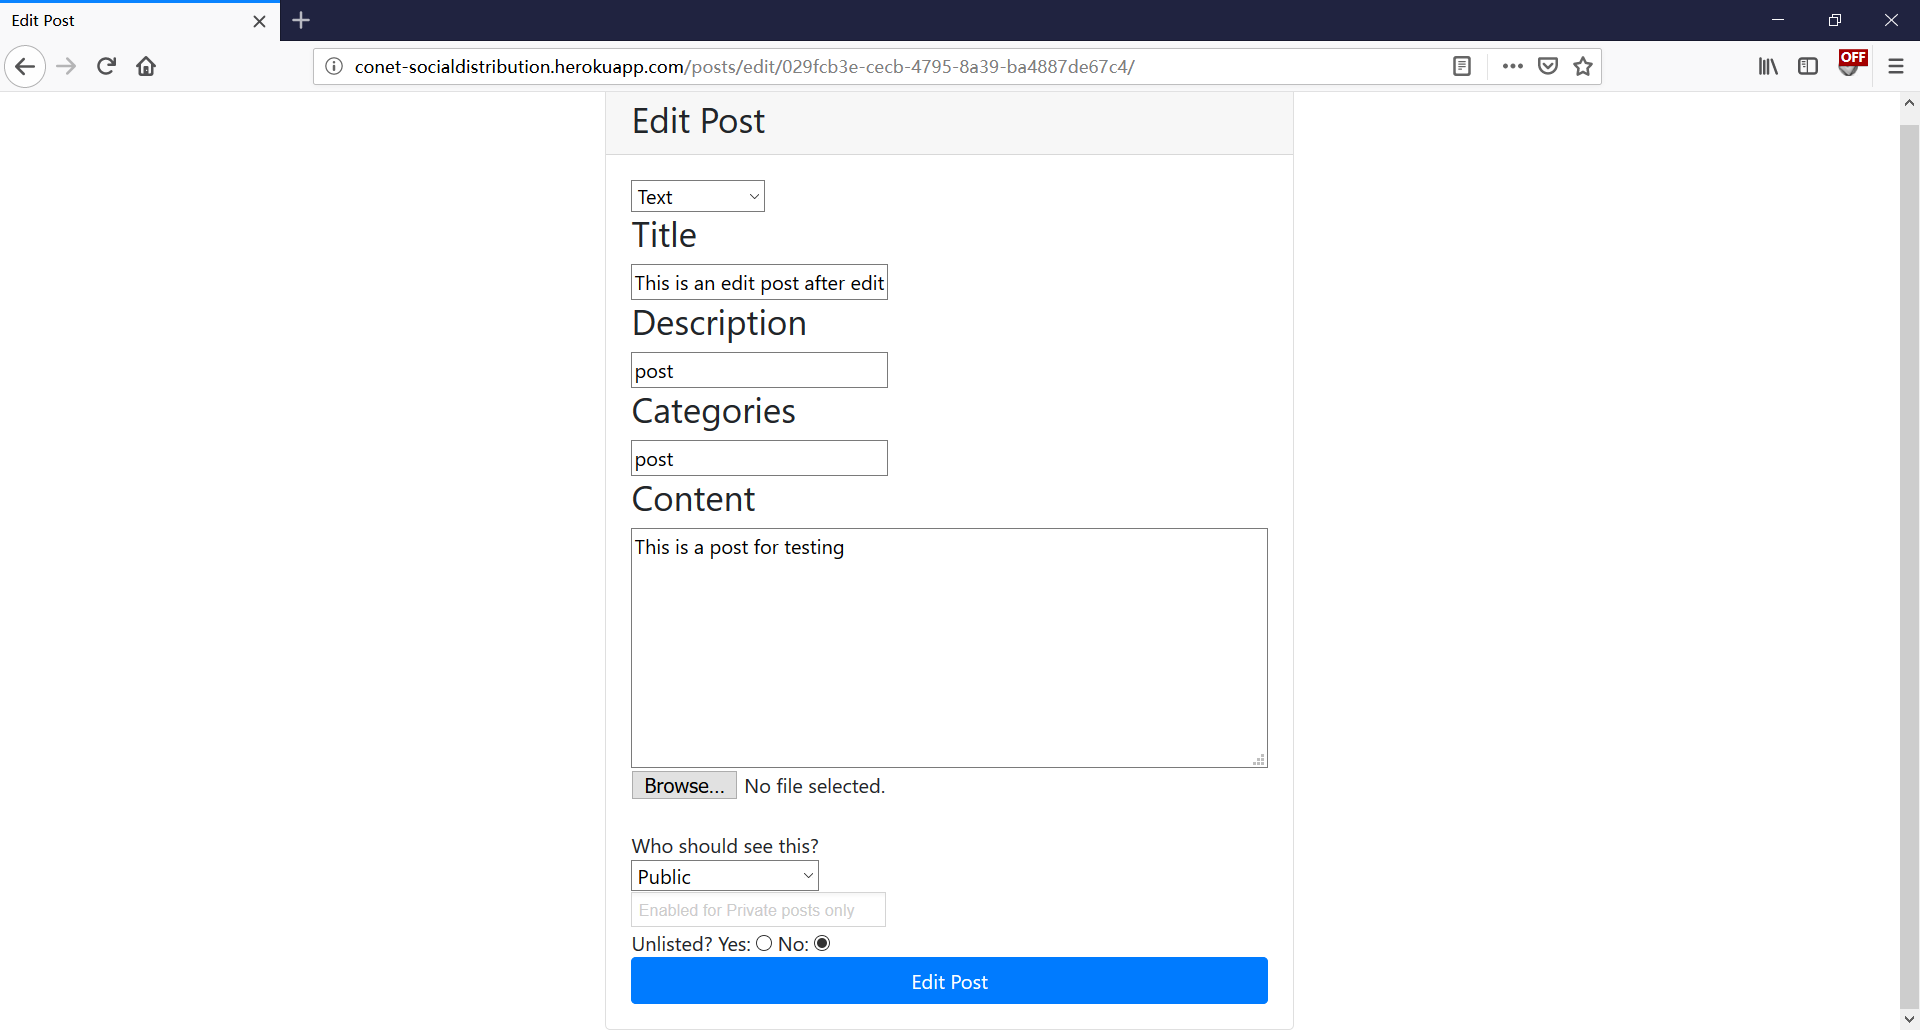 Edit Post
conet-socialdistribution.herokuapp.com/posts/edit/029fcb3e-cecb-4795-8a39-ba4887de67c4/
OFF
Edit Post
Text
Title
This is an edit post after edit
Description
post
Categories
post
Content
This is a post for testing
Browse... No file selected.
Who should see this?
Public
Enabled for Private posts only
Unlisted? Yes: No:
Edit Post